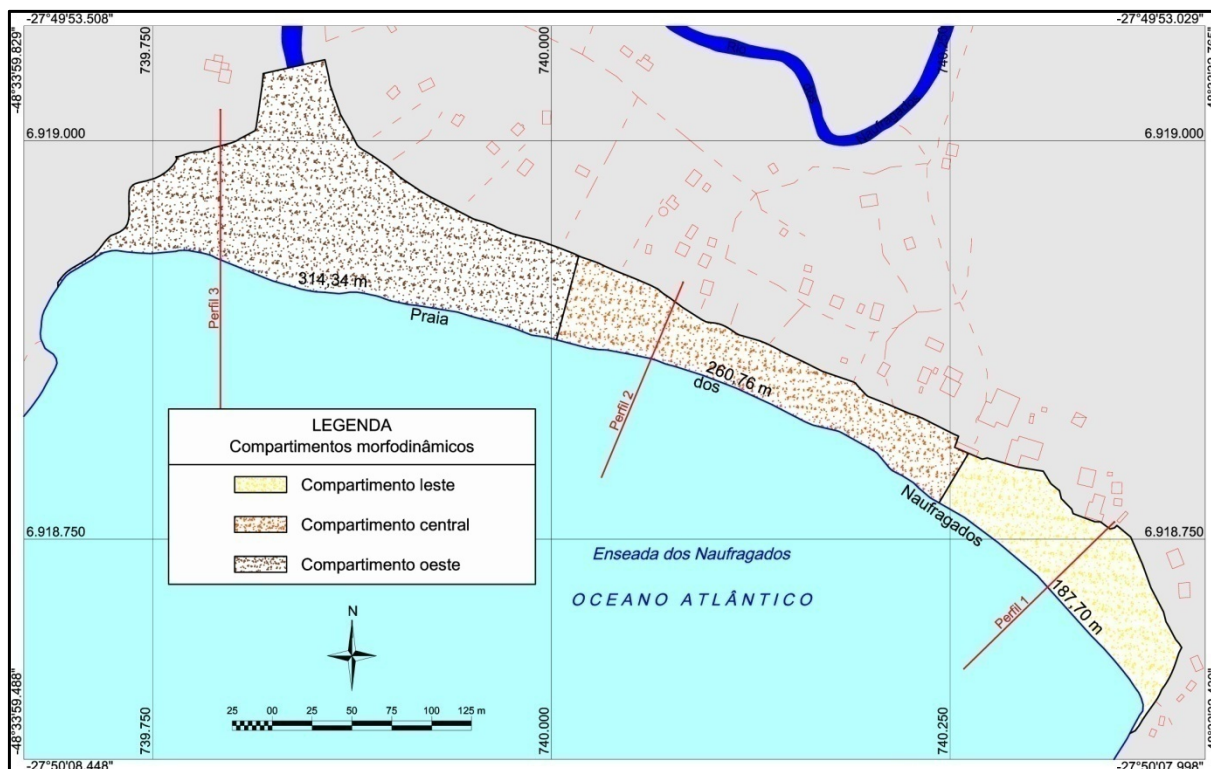 -27°49'53.508"
-27°49'53.029"
-48°33'59.829"
739.750
740.000
6.919.000
6.919.000
Perfil 3
314,34 m
Praia
Perfil 2
260,76 m
dos
Naufragados
LEGENDA
Compartimentos morfodinâmicos
Compartimento leste
Compartimento central
Compartimento oeste
6.918.750
6.918.750
Enseada dos Naufragados
OCEANO ATLÂNTICO
Perfil 1
187,70 m
N
25 00 25 50 75 100 125 m
-48°33'59.488"
739.750
740.000
740.250
-27°50'08.448"
-27°50'07.998"